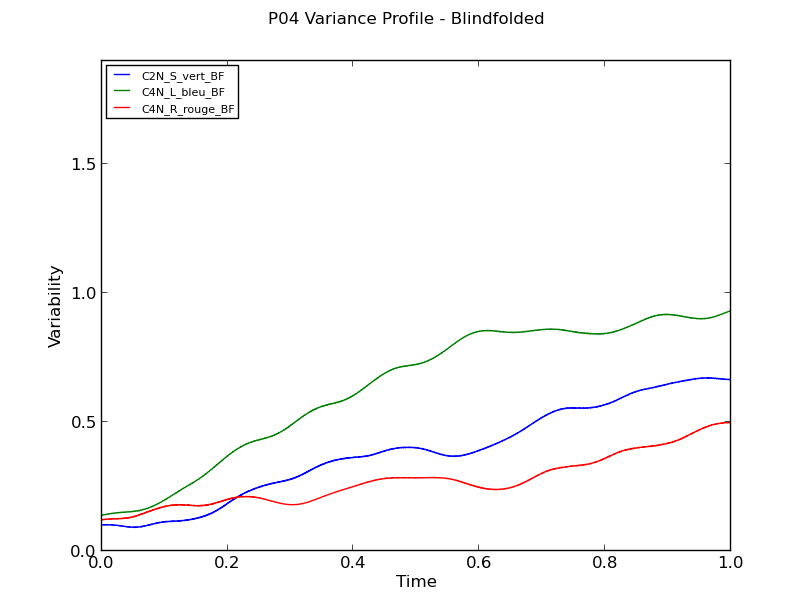 P04 Variance Profile - Blindfolded
C2N_S_vert_BF
C4N_L_bleu_BF
C4N_R_rouge_BF
1.5
1.0
0.5
0.0
Variability
0.0 0.2 0.4 0.6 0.8 1.0
Time